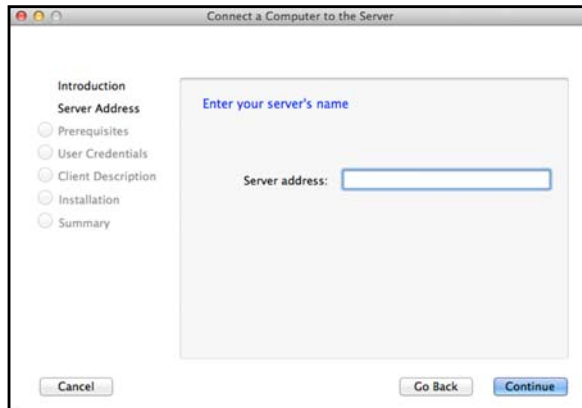 Connect a Computer to the Server
Introduction
Server Address
Prerequisites
User Credentials
Client Description
Installation
Summary
Enter your server's name
Server address:
Cancel
Go Back
Continue